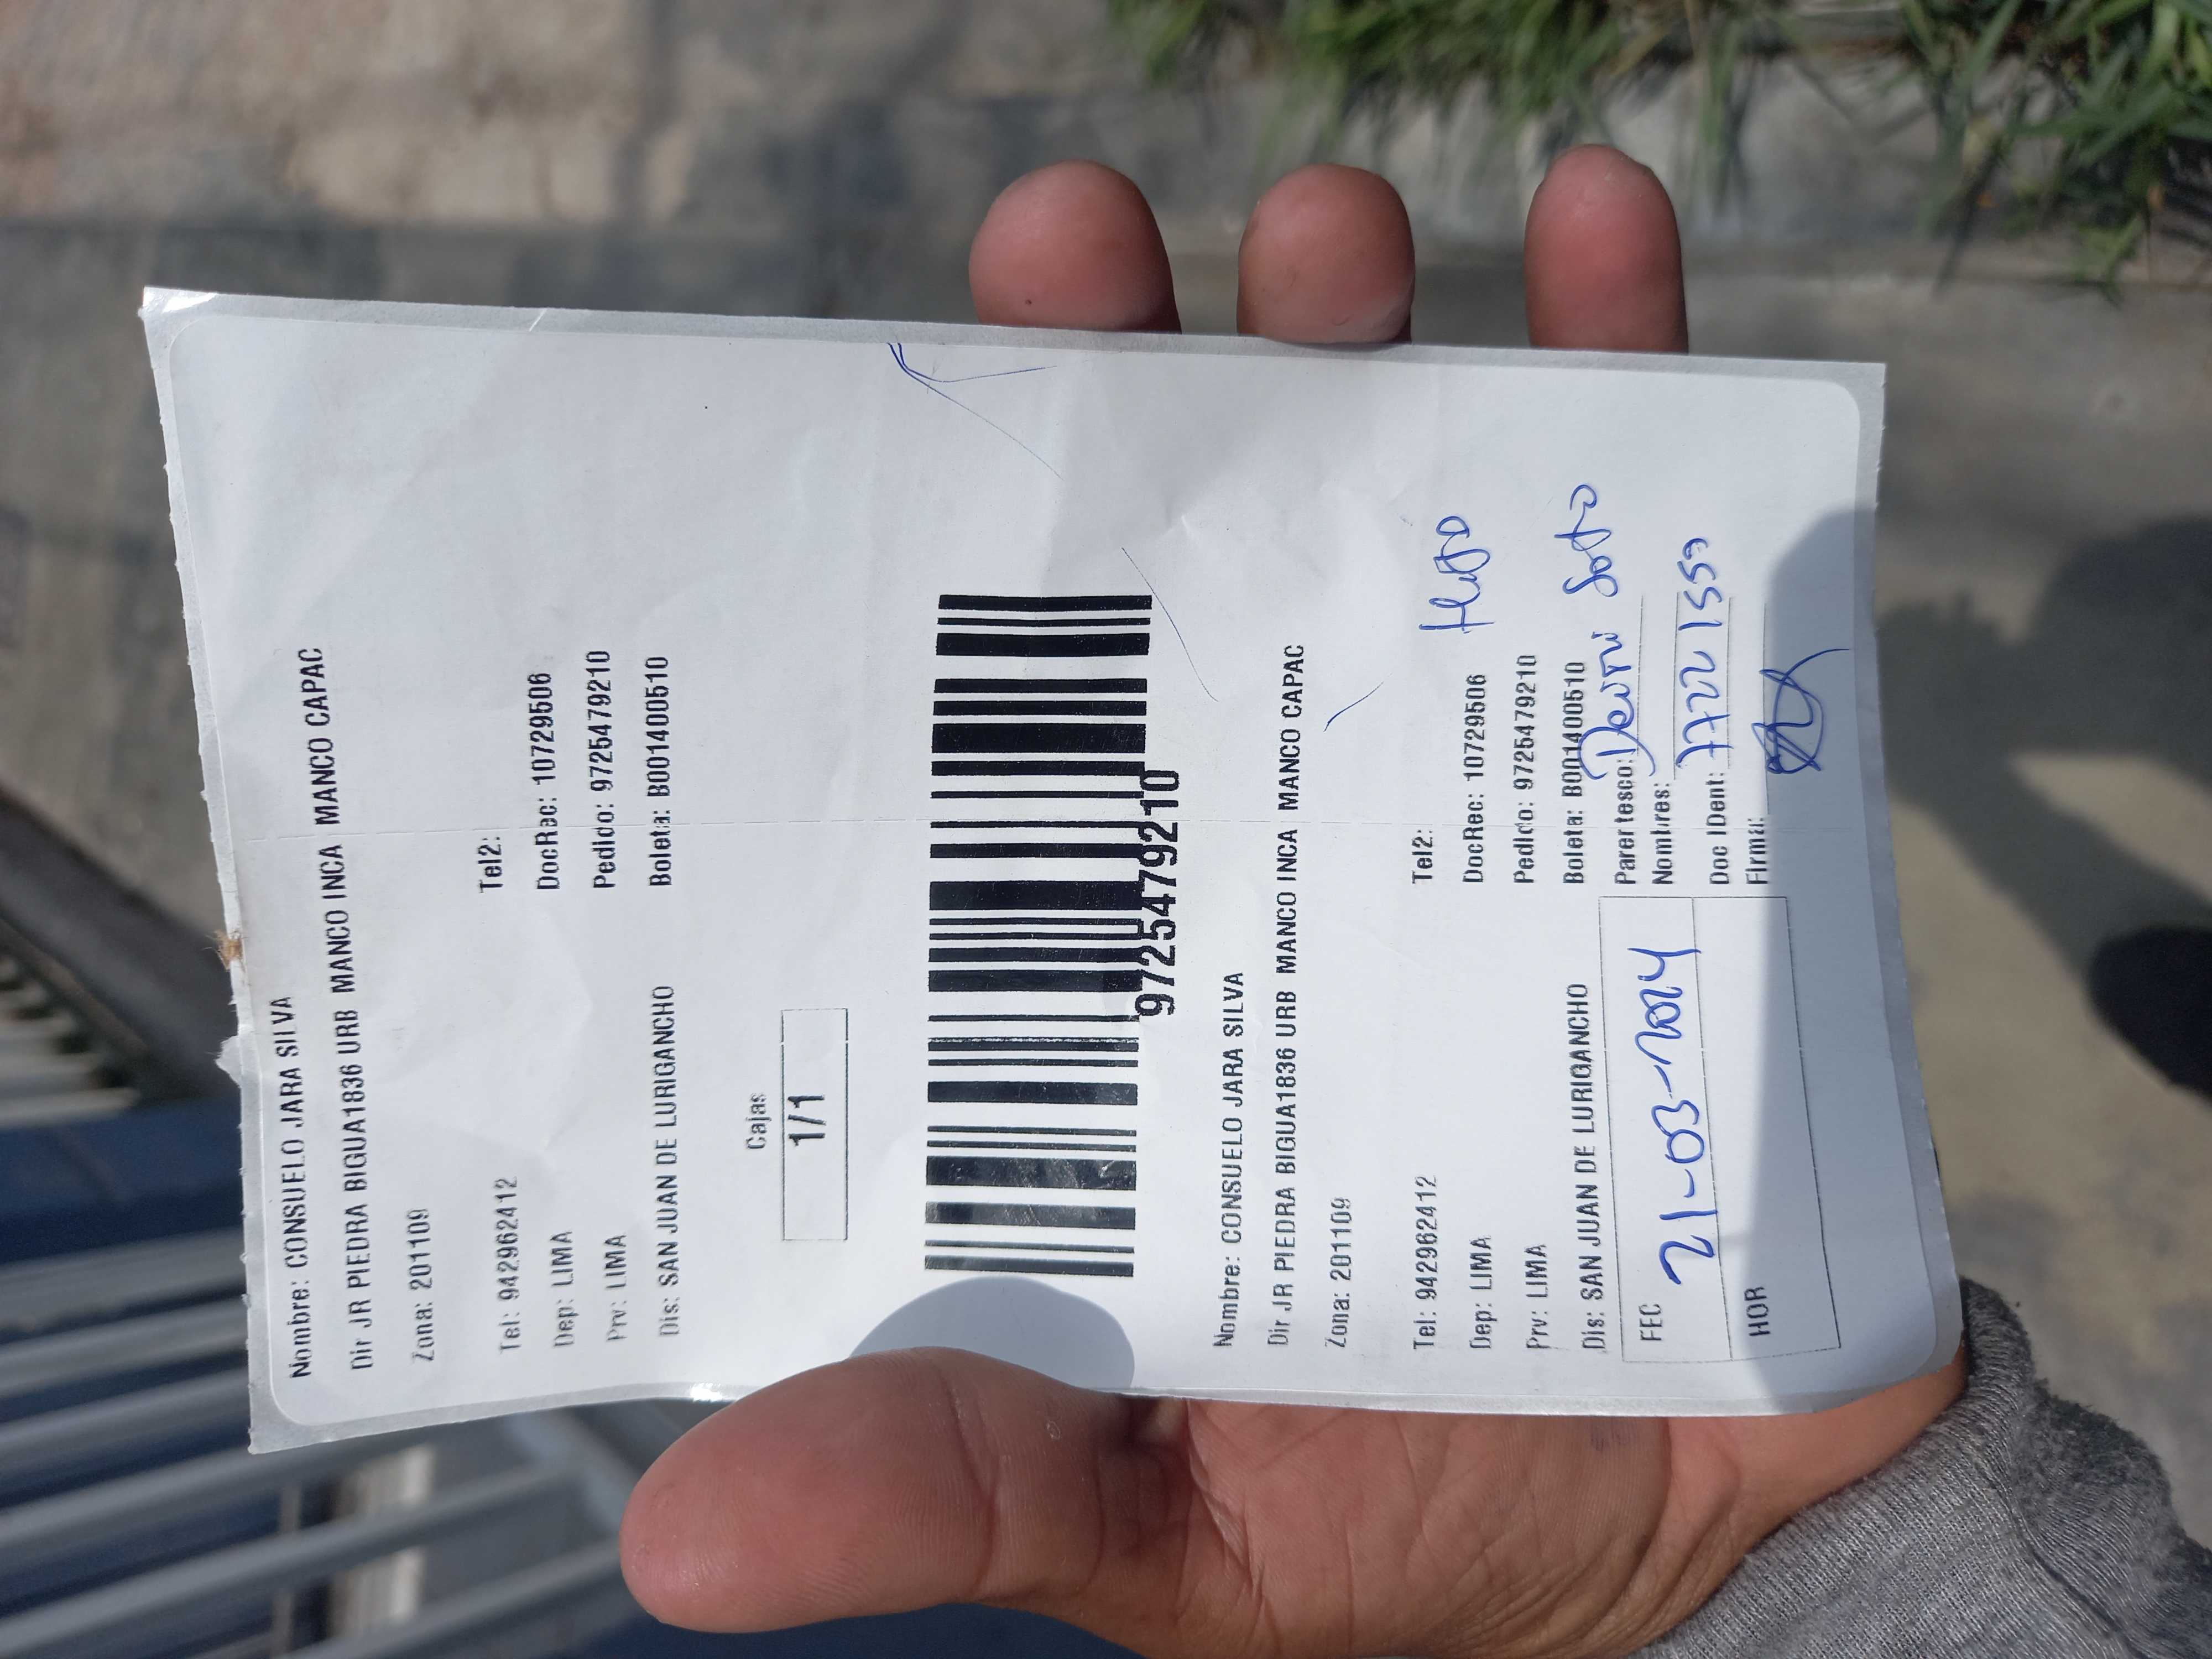 Nombre: CONSUELO JARA SILVA
Dir JR PIEDRA BIGUA1836 URB MANCO INCA MANCO CAPAC
Zona: 201109
Tel: 942962412 Tel2:
Dep: LIMA DocRec: 10729506
Prv: LIMA Pedido: 9725479210
Dis: SAN JUAN DE LURIGANCHO Boleta: B001400510
Cajas
1/1
9725479210
Nombre: CONSUELO JARA SILVA
Dir JR PIEDRA BIGUA1836 URB MANCO INCA MANCO CAPAC
Zona: 201109
Tel: 942962412 Tel2:
Dep: LIMA DocRec: 10729506
Prv: LIMA Pedido: 9725479210
Dis: SAN JUAN DE LURIGANCHO Boleta: B001400510
FEC 21-03-2024
Parentesco:
Nombres: Soto
Doc IDent: 77221555
HOR
Firma: